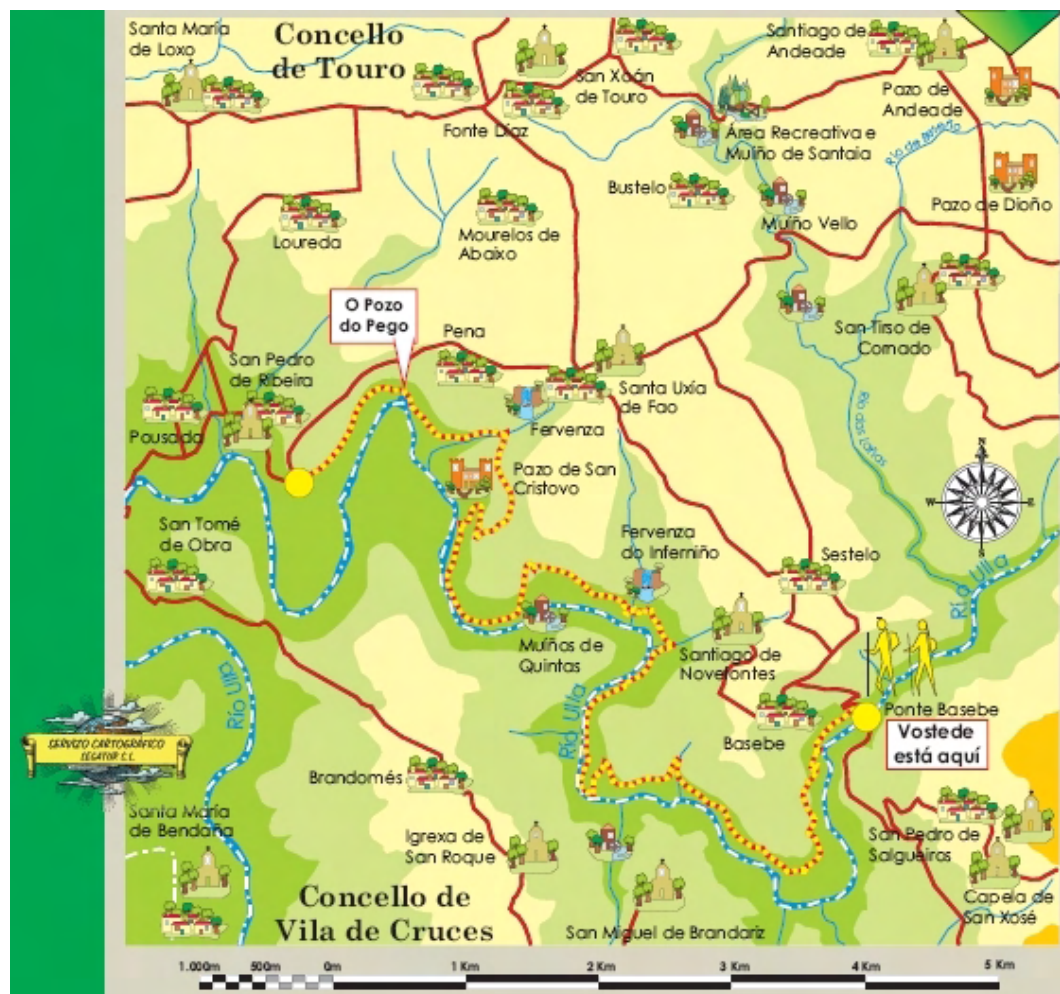 Santa María
de Loxo
Concello
de Touro
San Xoán
de Touro
Santiago de
Andeade
Pazo de
Andeade
Fonte Díaz
Área Recreativa e
Muíño de Santaia
Bustelo
Pazo de Dioño
Loureda
Mourelos de
Abaixo
Muíño Vello
O Pozo
do Pego
Pena
San Tirso de
Cornado
San Pedro
de Ribeira
Santa Uxía
de Fao
Pousada
Fervenza
Río dos Laños
Pazo de San
Cristovo
N
W
E
S
San Tomé
de Obra
Fervenza
do Inferniño
Sestelo
Río Ulla
Muíños de
Quintas
Santiago de
Novefontes
Río Ulla
Río Ulla
Ponte Basebe
Vostede
está aquí
Basebe
SERVIZO CARTOGRÁFICO
SEGATUR S.L.
Brandomés
Santa María
de Bendaña
Igrexa de
San Roque
San Pedro de
Salgueiros
Capela de
San Xosé
Concello de
Vila de Cruces
San Miguel de Brandariz
1.000m 500m 0m 1 Km 2 Km 3 Km 4 Km 5 Km